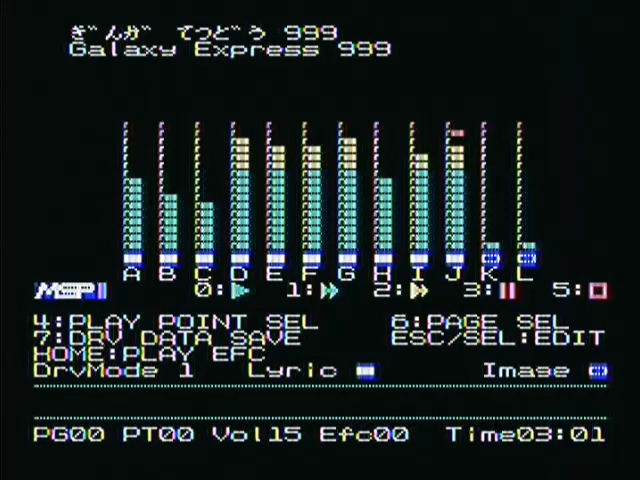 ぎんが てつどう 999
Galaxy Express 999
A B C D E F G H I J K L
0: 1: 2: 3: 5:
4:PLAY POINT SEL 6:PAGE SEL
7:DRV DATA SAVE ESC/SEL:EDIT
HOME:PLAY EFC
DrvMode 1 Lyric Image
PG00 PT00 Vol15 Efc00 Time03:01